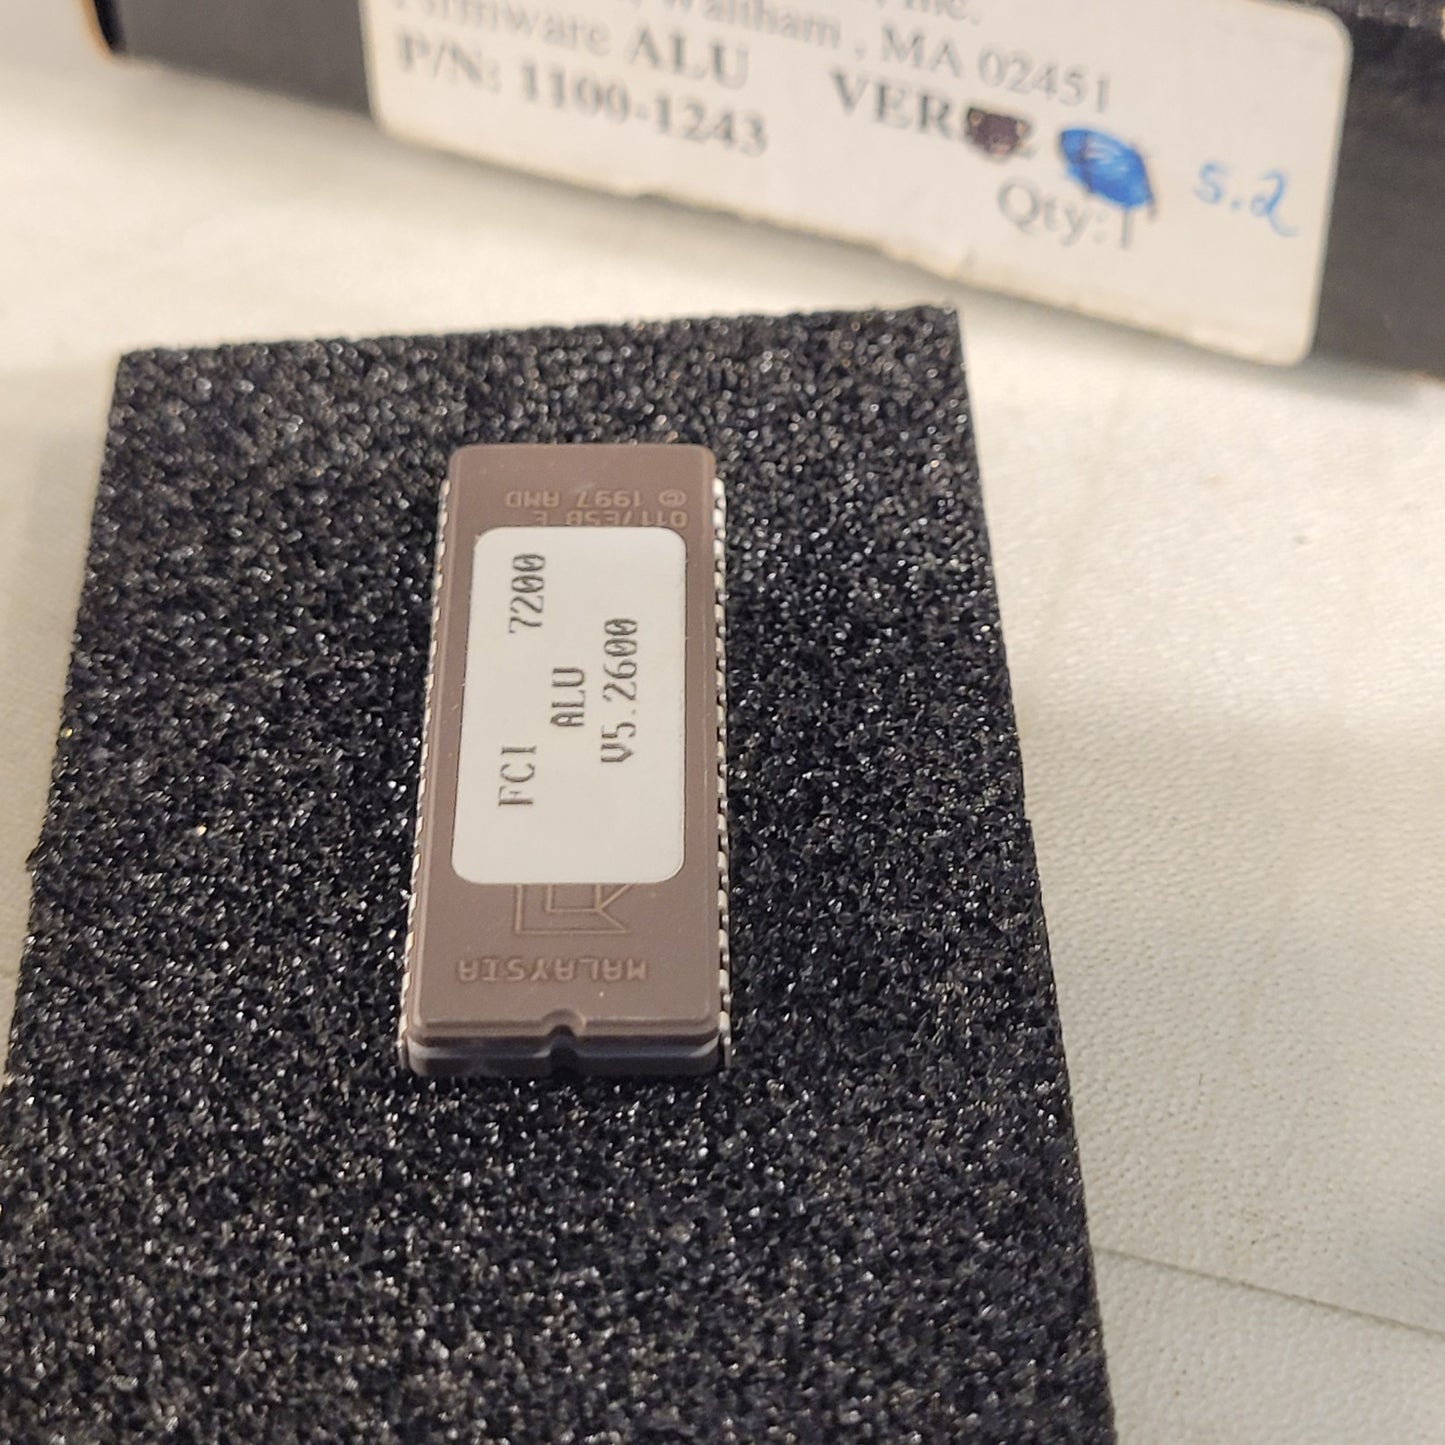 Inc.
Waltham , MA 02451
Firmware ALU
P/N: 1100-1243 VER
5.2
Qty:1
© 1997 AMD
FCI 7200
ALU
V5.2600
MALAYSIA